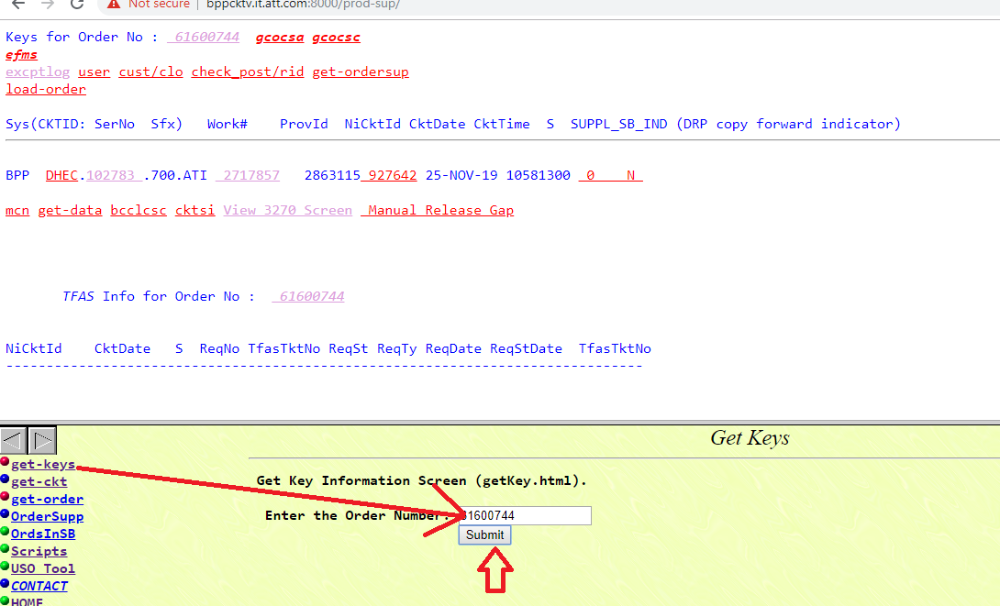 Not secure | bppcktv.it.att.com:8000/prod-sup/
Keys for Order No : 61600744 gcocsa gcocsc
efms
excptlog user cust/clo check_post/rid get-ordersup
load-order
Sys(CKTID: SerNo Sfx) Work# ProvId NiCktId CktDate CktTime S SUPPL_SB_IND (DRP copy forward indicator)
BPP DHEC.102783 .700.ATI 2717857 2863115 927642 25-NOV-19 10581300 0 N
mcn get-data bcclcsc cktsi View 3270 Screen Manual Release Gap
TFAS Info for Order No : 61600744
NiCktId CktDate S ReqNo TfasTktNo ReqSt ReqTy ReqDate ReqStDate TfasTktNo
-------------------------------------------------------------------------------
Get Keys
get-keys
get-ckt
get-order
OrderSupp
OrdsInSB
Scripts
USO Tool
CONTACT
HOME
Get Key Information Screen (getKey.html).
Enter the Order Number: 61600744
Submit